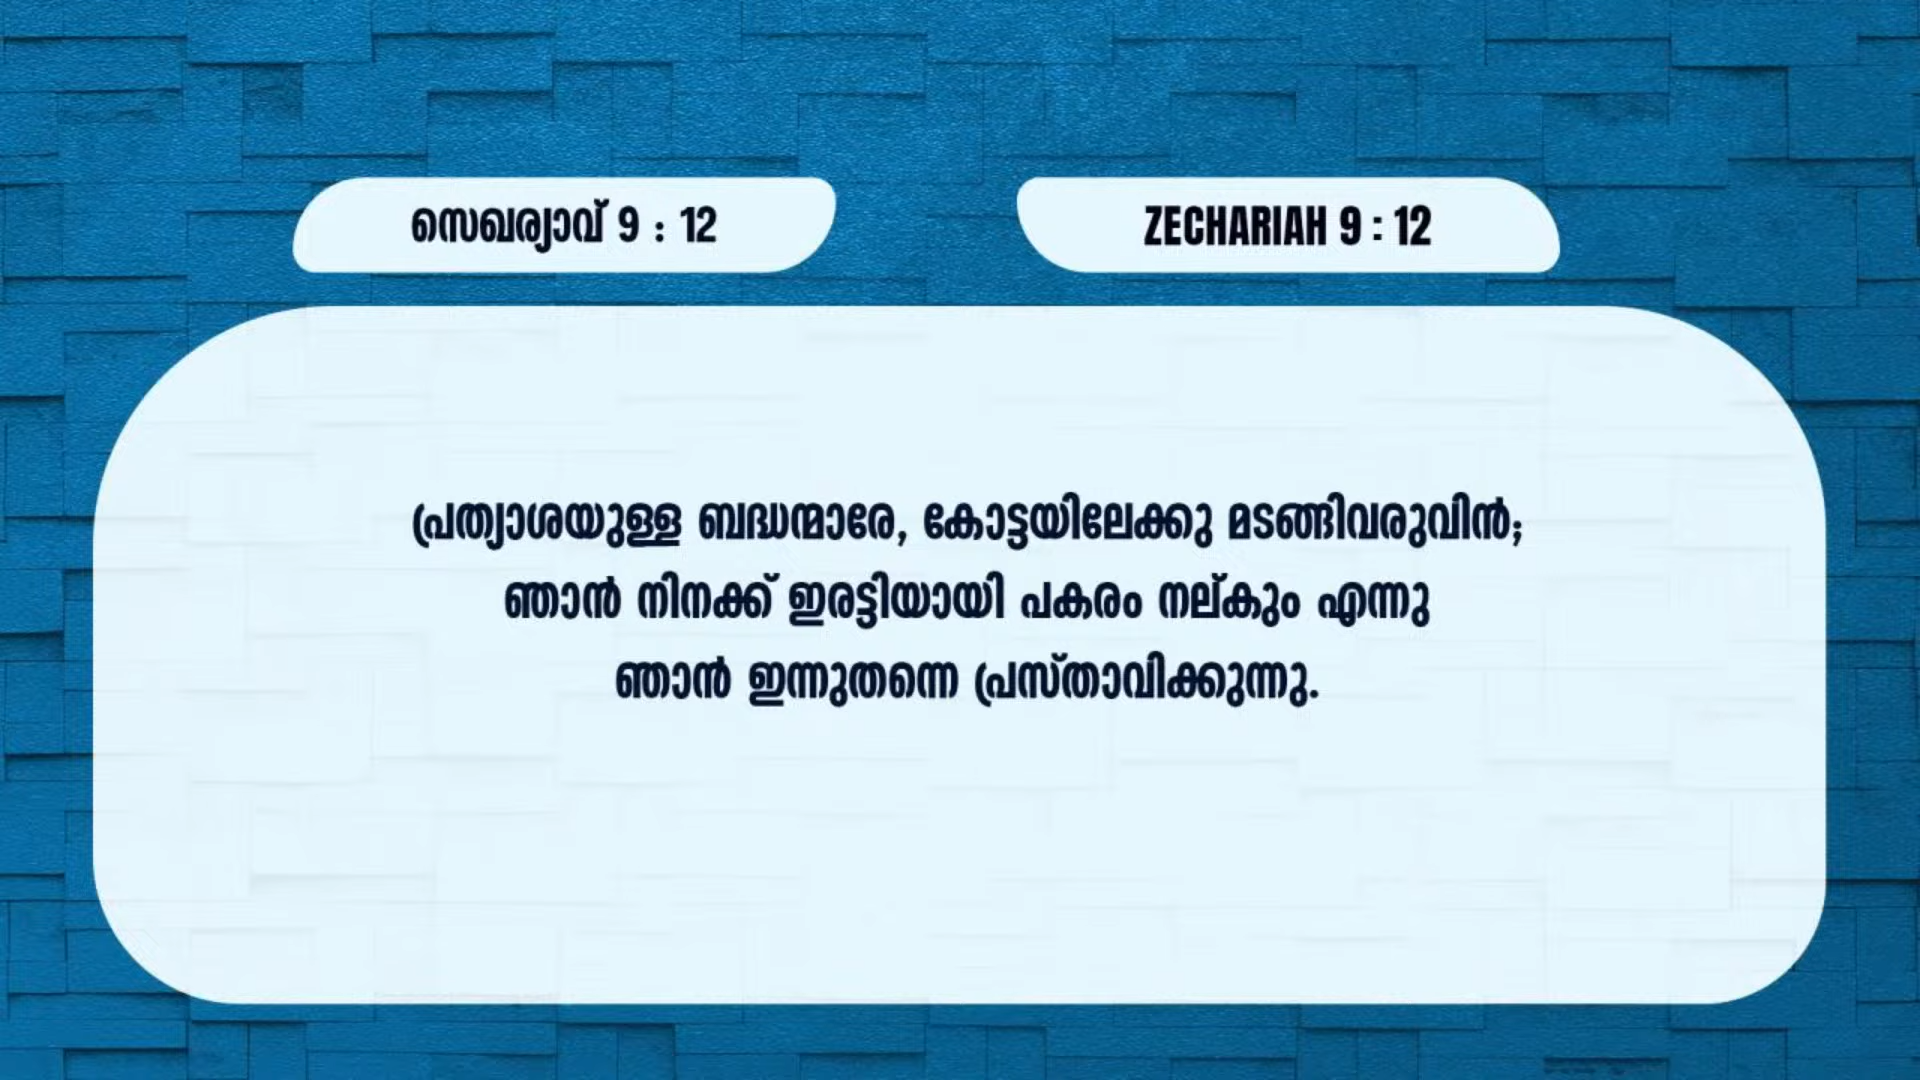 സെഖര്യാവ് 9 : 12
ZECHARIAH 9 : 12
പ്രത്യാശയുള്ള ബദ്ധന്മാരേ, കോട്ടയിലേക്കു മടങ്ങിവരുവിൻ;
ഞാൻ നിനക്ക് ഇരട്ടിയായി പകരം നല്കും എന്നു
ഞാൻ ഇന്നുതന്നെ പ്രസ്താവിക്കുന്നു.